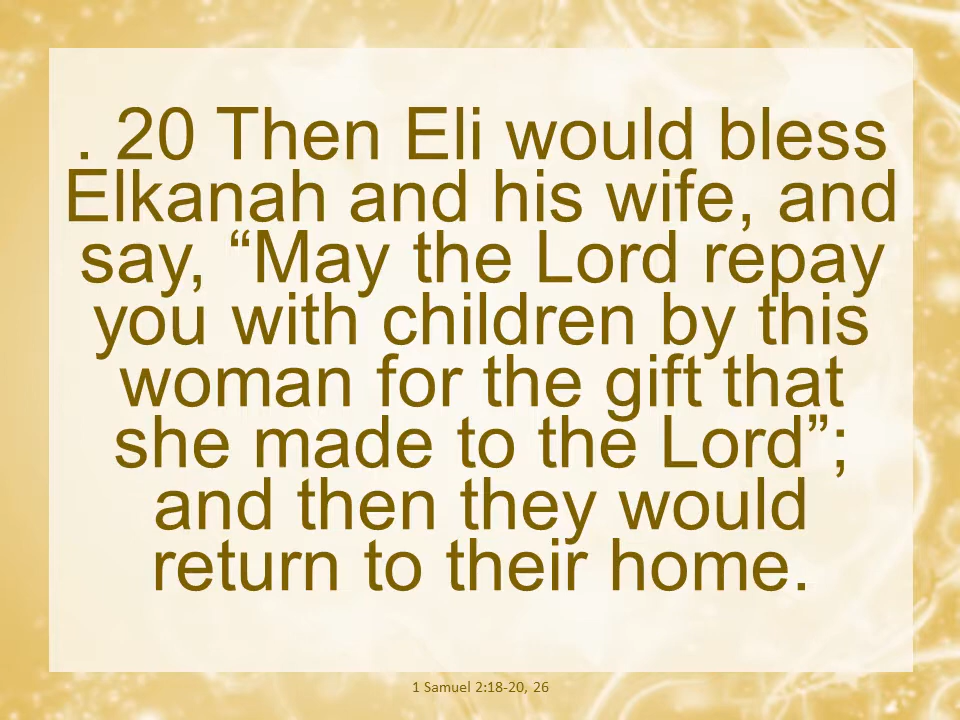 . 20 Then Eli would bless
Elkanah and his wife, and
say, “May the Lord repay
you with children by this
woman for the gift that
she made to the Lord”;
and then they would
return to their home.
1 Samuel 2:18-20, 26